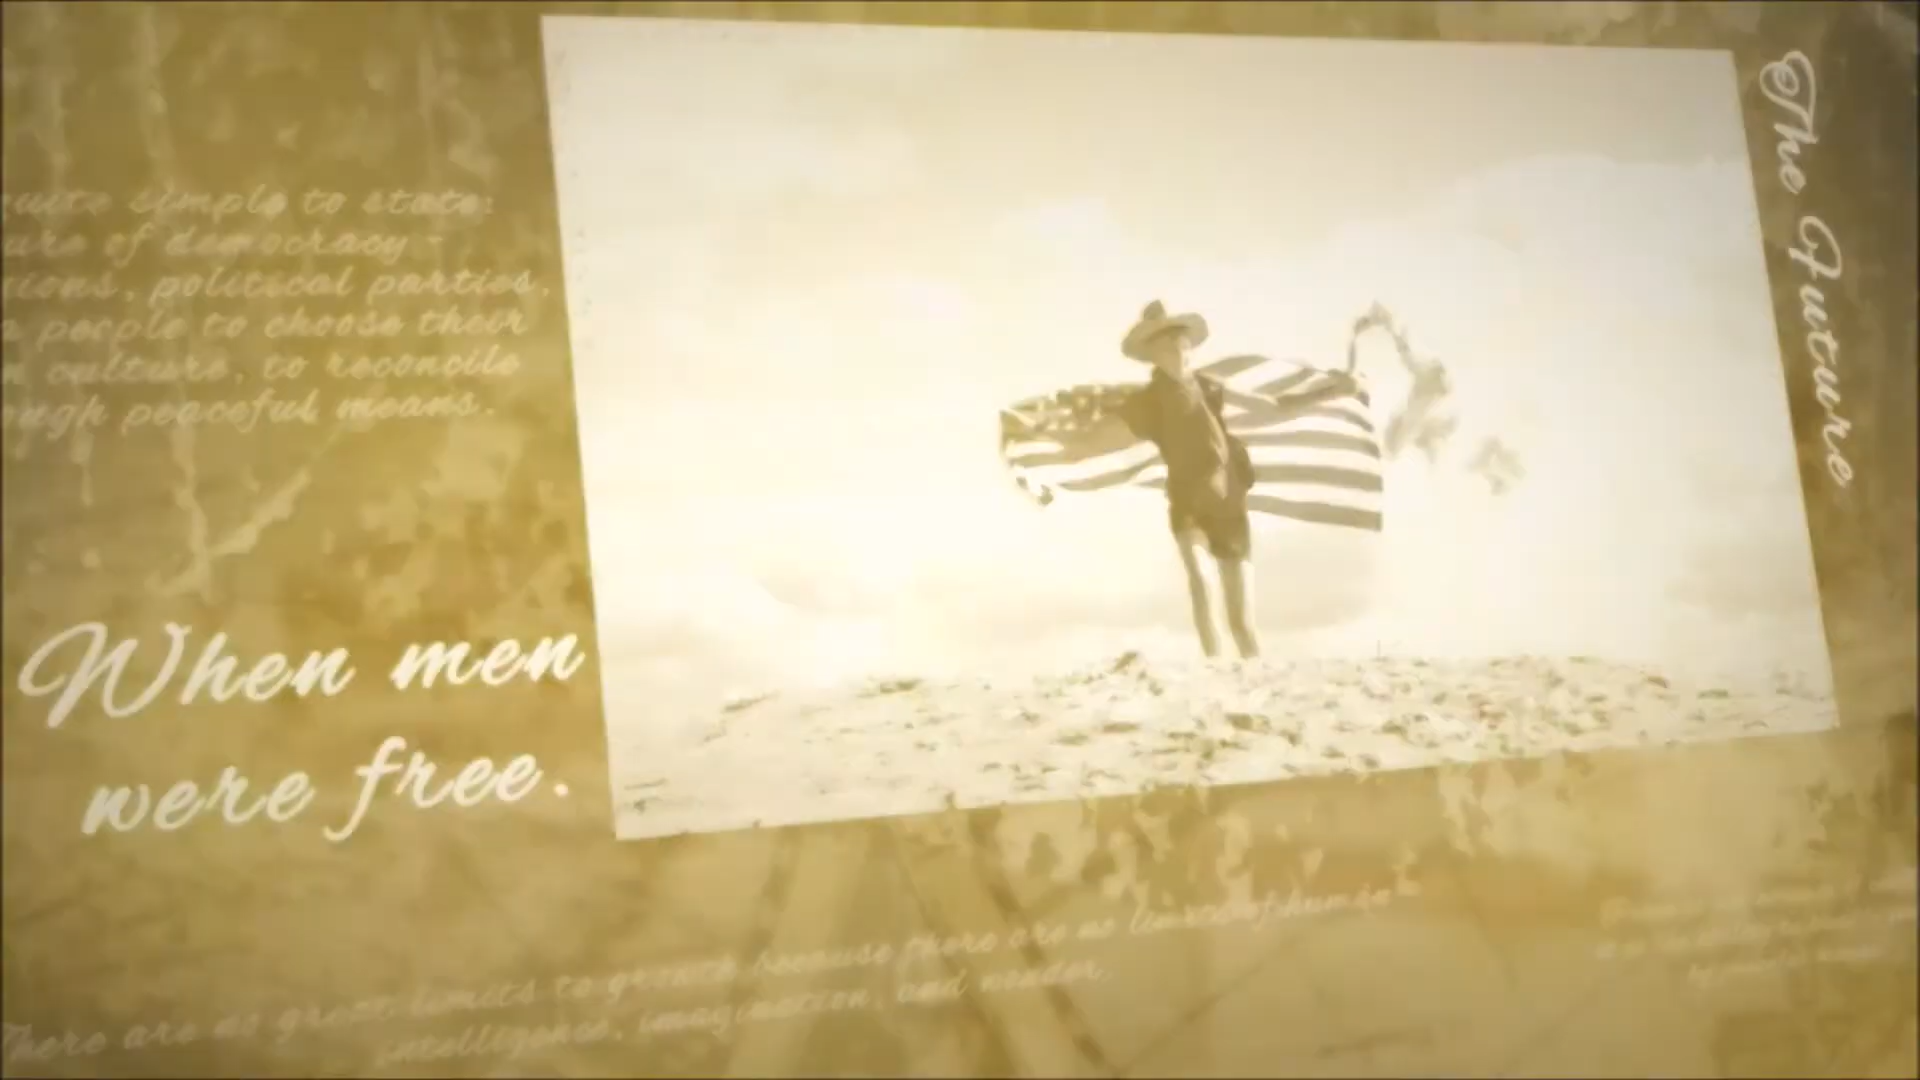 simple to state:
of democracy -
political parties,
people to choose their
culture, to reconcile
peaceful means.
The Future
When men
were free.
There are no great limits to growth because there are no limits of human
intelligence, imagination, and wonder.